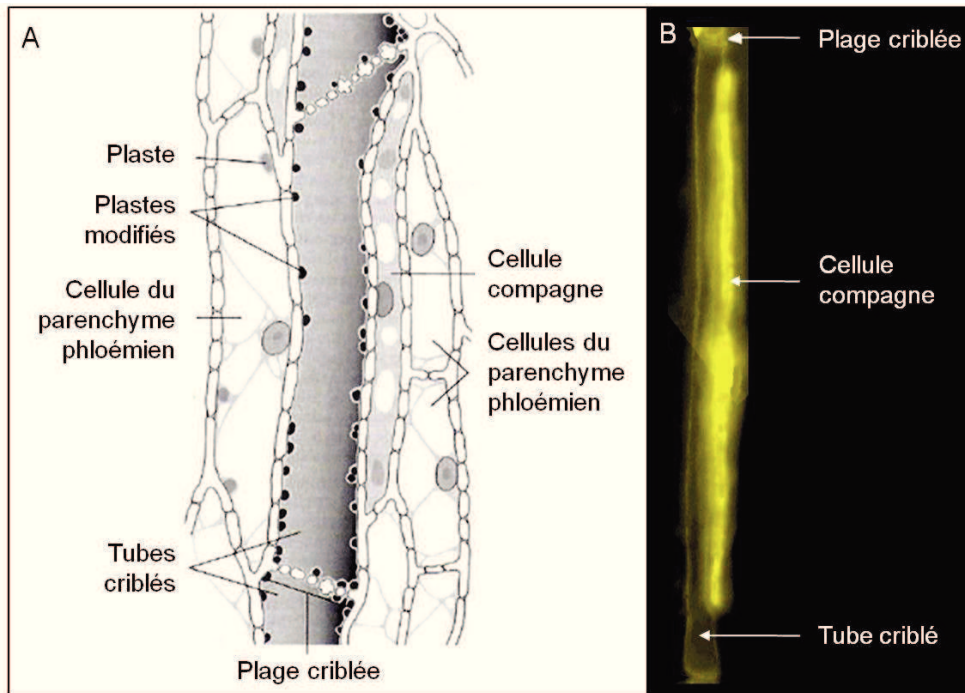 A
Plaste
Plastes
modifiés
Cellule du
parenchyme
phloémien
Tubes
criblés
Plage criblée
Cellule
compagne
Cellules du
parenchyme
phloémien
B
Plage criblée
Cellule
compagne
Tube criblé